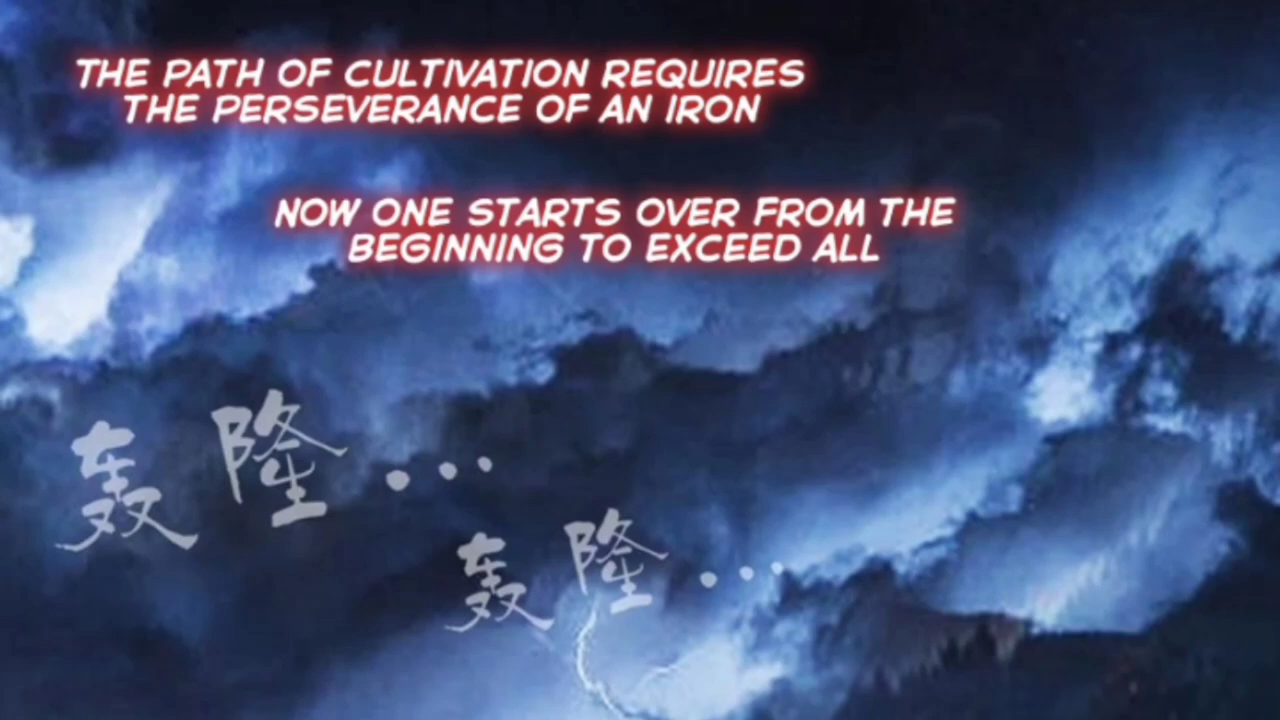 THE PATH OF CULTIVATION REQUIRES
THE PERSEVERANCE OF AN IRON
NOW ONE STARTS OVER FROM THE
BEGINNING TO EXCEED ALL
轰隆...
轰隆...